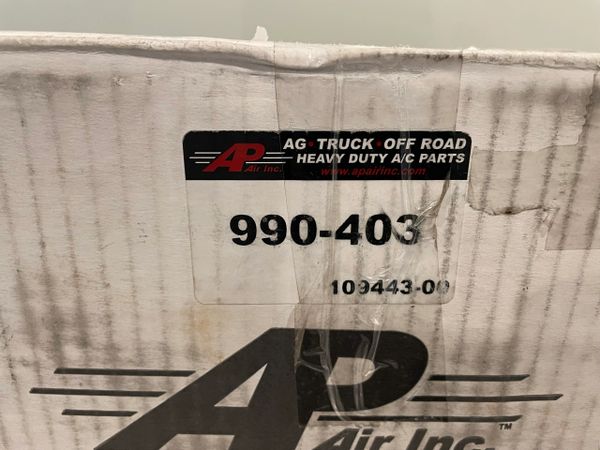 AP Air Inc.
AG • TRUCK • OFF ROAD
HEAVY DUTY A/C PARTS
www.apairinc.com
990-403
109443-00
AP Air Inc.™